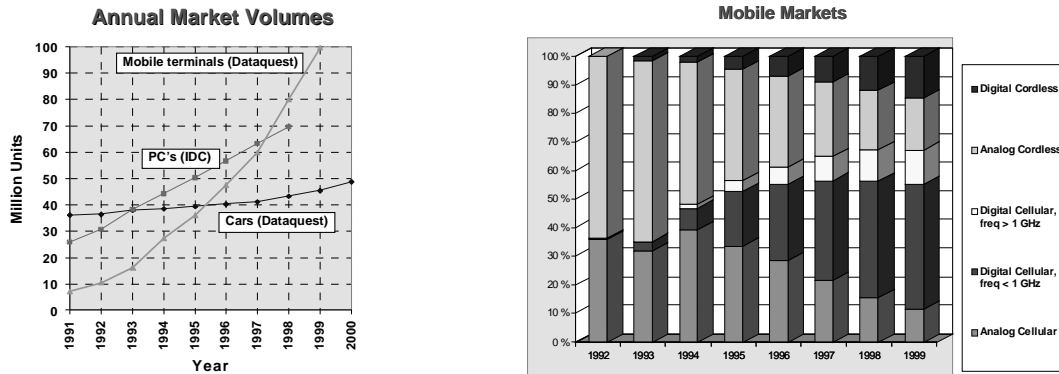 Annual Market Volumes
100
90
80
70
60
50
40
30
20
10
0
Million Units
Mobile terminals (Dataquest)
PC's (IDC)
Cars (Dataquest)
1991
1992
1993
1994
1995
1996
1997
1998
1999
2000
Year
Mobile Markets
100 %
90 %
80 %
70 %
60 %
50 %
40 %
30 %
20 %
10 %
0 %
1992
1993
1994
1995
1996
1997
1998
1999
Digital Cordless
Analog Cordless
Digital Cellular,
freq > 1 GHz
Digital Cellular,
freq < 1 GHz
Analog Cellular